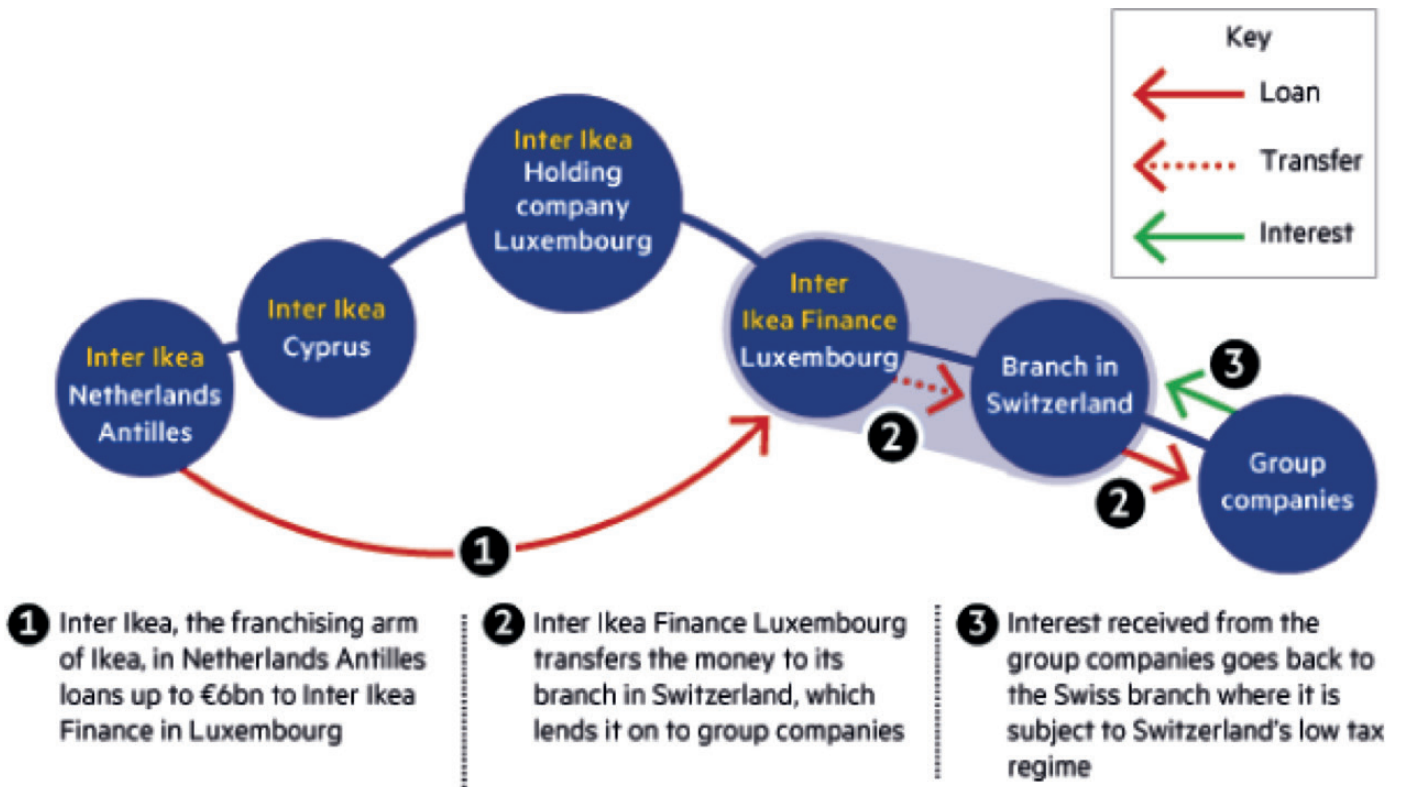 Key
Loan
Transfer
Interest
Inter Ikea
Holding
company
Luxembourg
Inter Ikea
Cyprus
Inter Ikea
Netherlands
Antilles
Inter
Ikea Finance
Luxembourg
Branch in
Switzerland
Group
companies
1
2
2
3
1 Inter Ikea, the franchising arm
of Ikea, in Netherlands Antilles
loans up to €6bn to Inter Ikea
Finance in Luxembourg
2 Inter Ikea Finance Luxembourg
transfers the money to its
branch in Switzerland, which
lends it on to group companies
3 Interest received from the
group companies goes back to
the Swiss branch where it is
subject to Switzerland's low tax
regime